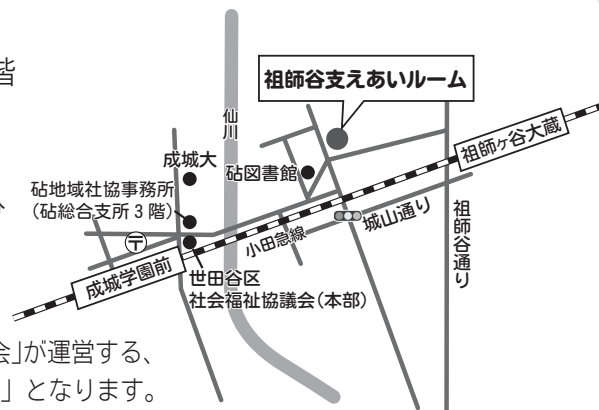 階
祖師谷支えあいルーム
仙川
成城大
砧図書館
祖師ヶ谷大蔵
砧地域社協事務所
（砧総合支所3階）
〒
城山通り
祖師谷通り
小田急線
成城学園前
世田谷区
社会福祉協議会（本部）
会」が運営する、
」となります。